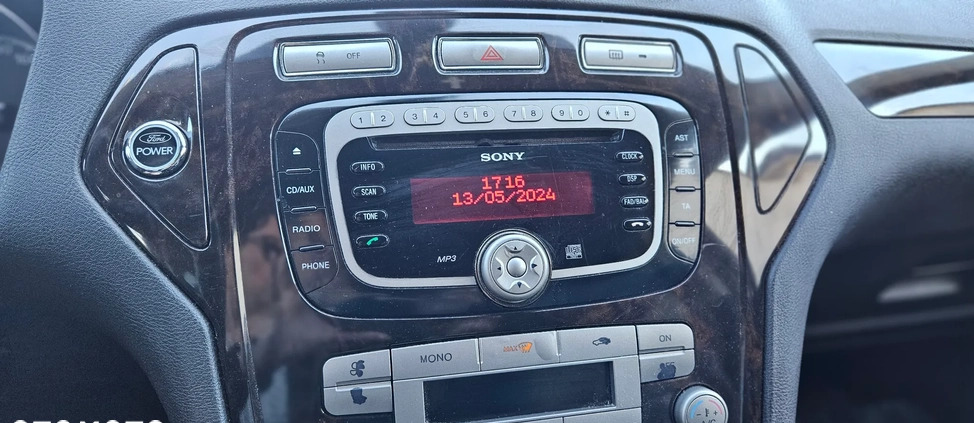 OFF
1 2 3 4 5 6 7 8 9 0 * #
Ford
POWER
SONY
INFO
CLOCK
AST
1716
13/05/2024
SCAN
DSP
MENU
CD/AUX
TONE
FAD/BAL
TA
RADIO
ON/OFF
PHONE
MP3
MONO
MAX
ON
A/C